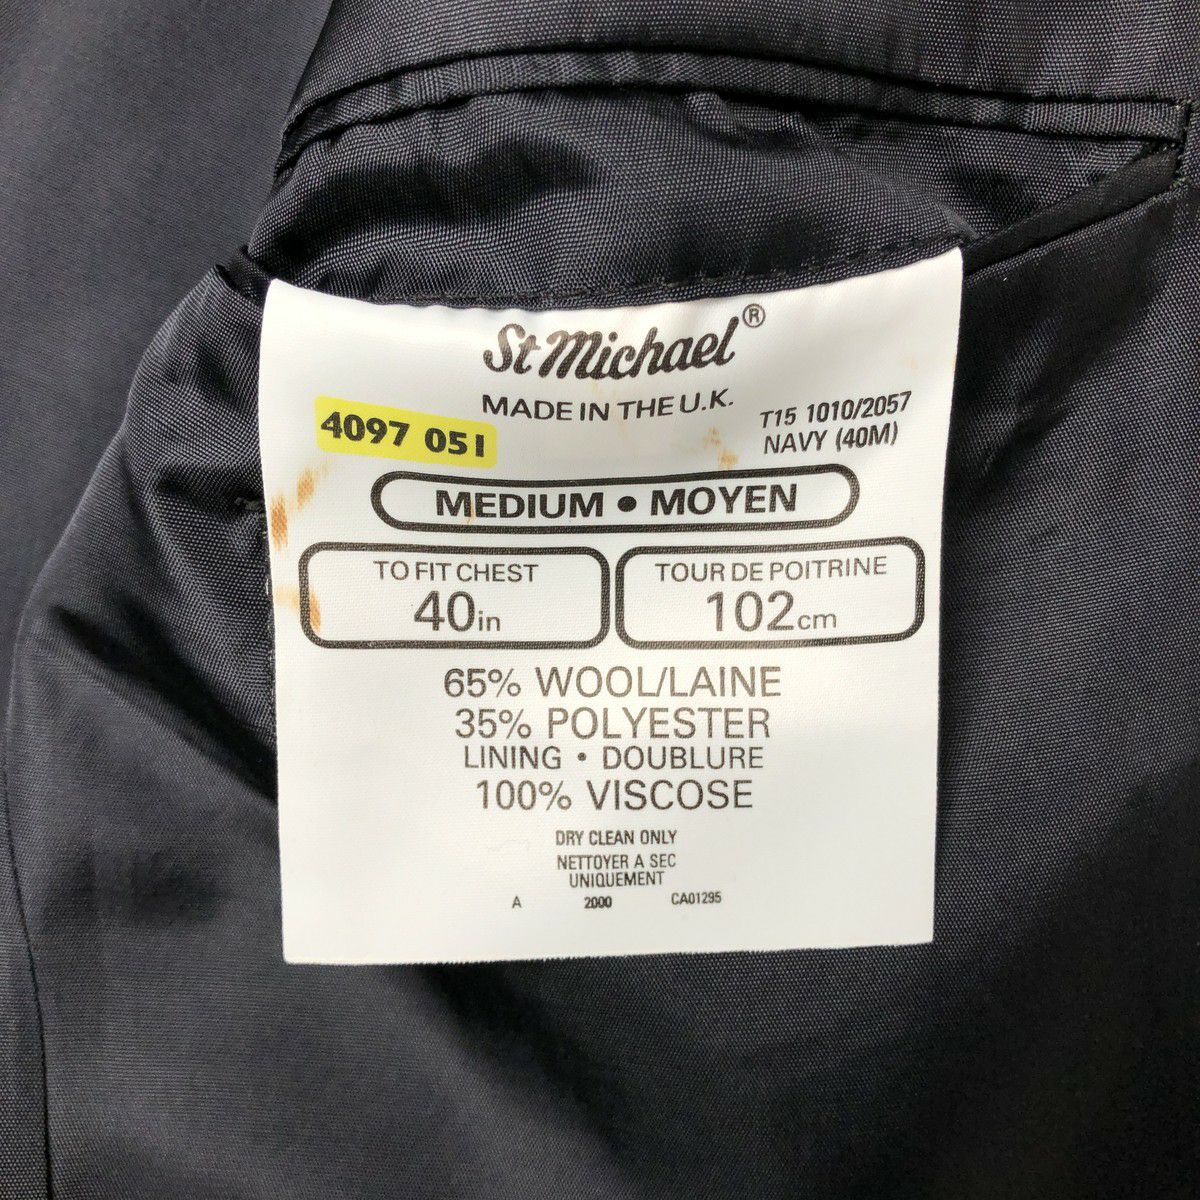 St Michael®
MADE IN THE U.K.
4097 051
T15 1010/2057
NAVY (40M)
MEDIUM • MOYEN
TO FIT CHEST
40in
TOUR DE POITRINE
102cm
65% WOOL/LAINE
35% POLYESTER
LINING • DOUBLURE
100% VISCOSE
DRY CLEAN ONLY
NETTOYER A SEC
UNIQUEMENT
A 2000 CA01295